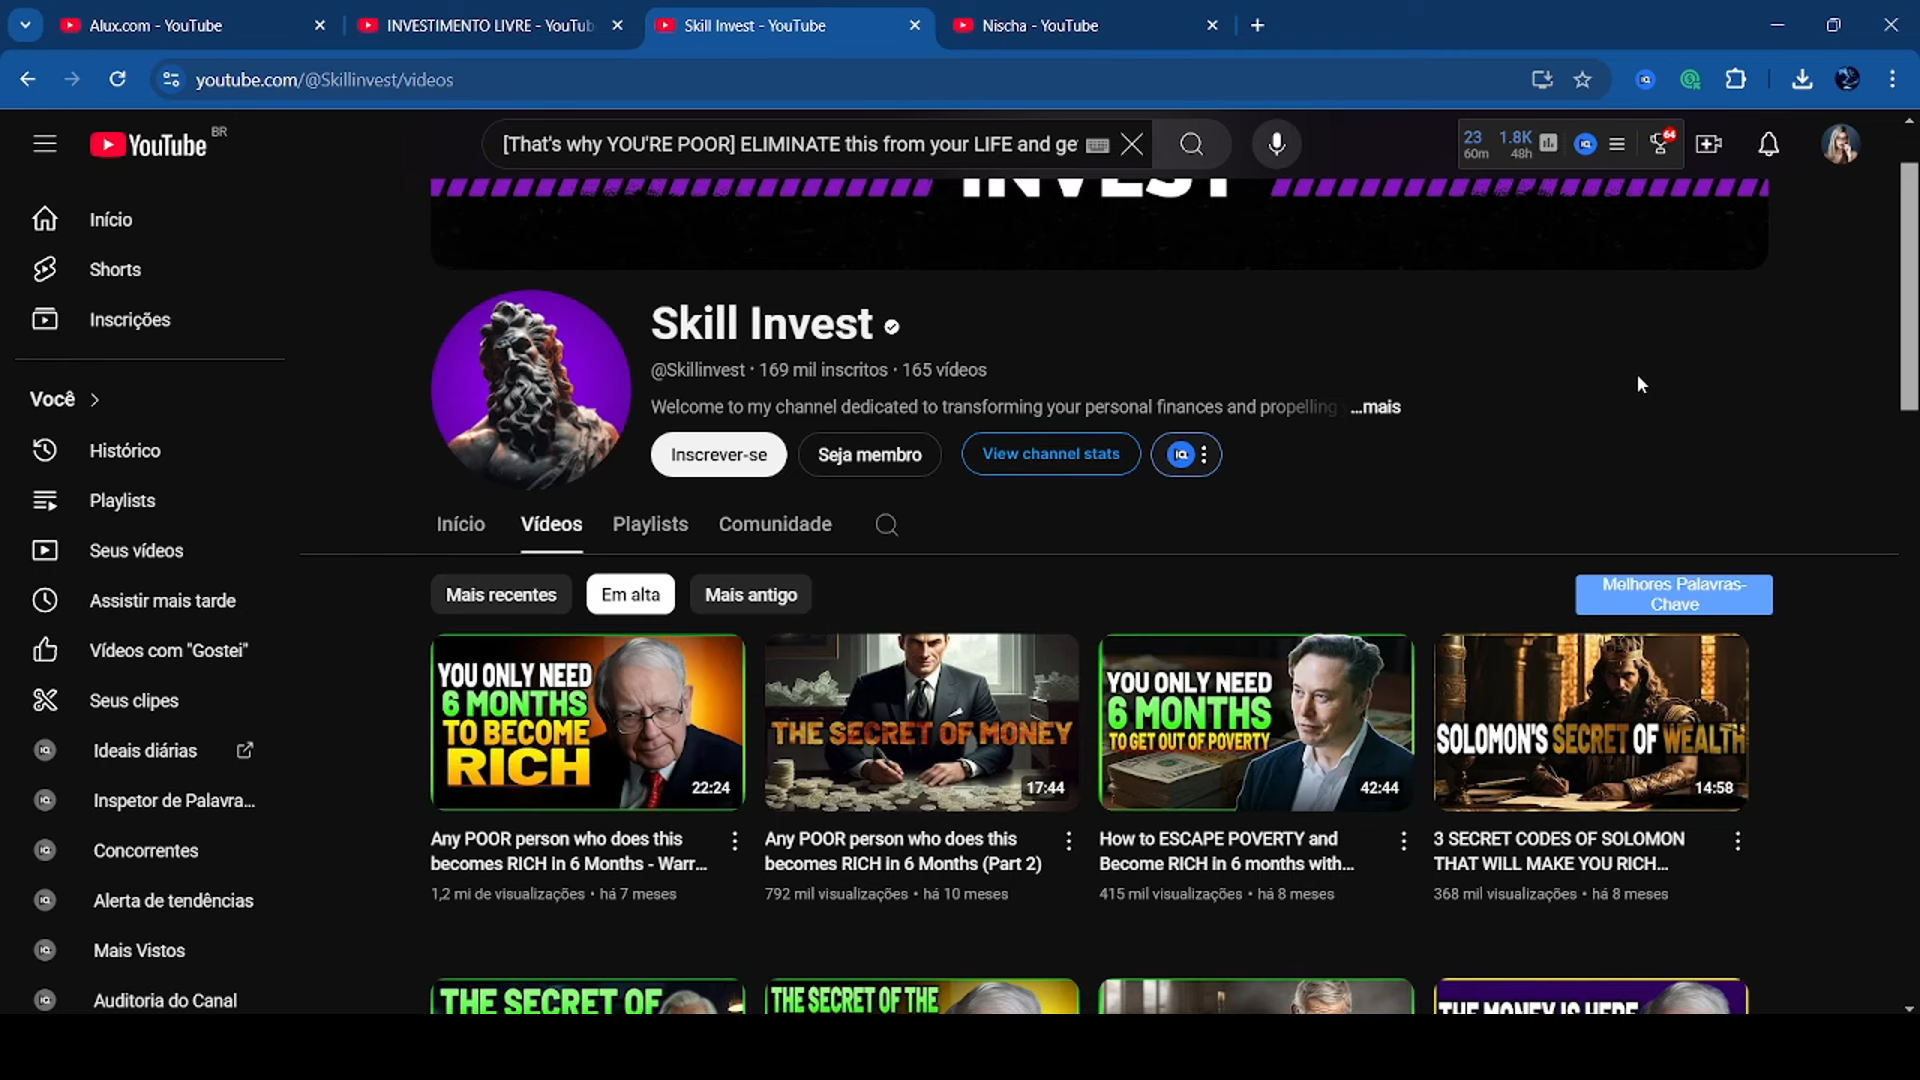 Alux.com - YouTube
INVESTIMENTO LIVRE - YouTub
Skill Invest - YouTube
Nischa - YouTube
youtube.com/@Skillinvest/videos
YouTube BR
[That's why YOU'RE POOR] ELIMINATE this from your LIFE and ge
23 1.8K
60m 48h
64
INVEST
Início
Shorts
Inscrições
Você
Histórico
Playlists
Seus vídeos
Assistir mais tarde
Vídeos com "Gostei"
Seus clipes
Ideais diárias
Inspetor de Palavra...
Concorrentes
Alerta de tendências
Mais Vistos
Auditoria do Canal
Skill Invest
@Skillinvest • 169 mil inscritos • 165 vídeos
Welcome to my channel dedicated to transforming your personal finances and propelling ...mais
Inscrever-se
Seja membro
View channel stats
IQ
Início
Vídeos
Playlists
Comunidade
Mais recentes
Em alta
Mais antigo
Melhores Palavras-
Chave
YOU ONLY NEED
6 MONTHS
TO BECOME
RICH
22:24
Any POOR person who does this
becomes RICH in 6 Months - Warr...
1,2 mi de visualizações • há 7 meses
THE SECRET OF MONEY
17:44
Any POOR person who does this
becomes RICH in 6 Months (Part 2)
792 mil visualizações • há 10 meses
YOU ONLY NEED
6 MONTHS
TO GET OUT OF POVERTY
42:44
How to ESCAPE POVERTY and
Become RICH in 6 months with...
415 mil visualizações • há 8 meses
SOLOMON'S SECRET OF WEALTH
14:58
3 SECRET CODES OF SOLOMON
THAT WILL MAKE YOU RICH...
368 mil visualizações • há 8 meses
THE SECRET OF
THE SECRET OF THE
THE MONEY IS HERE